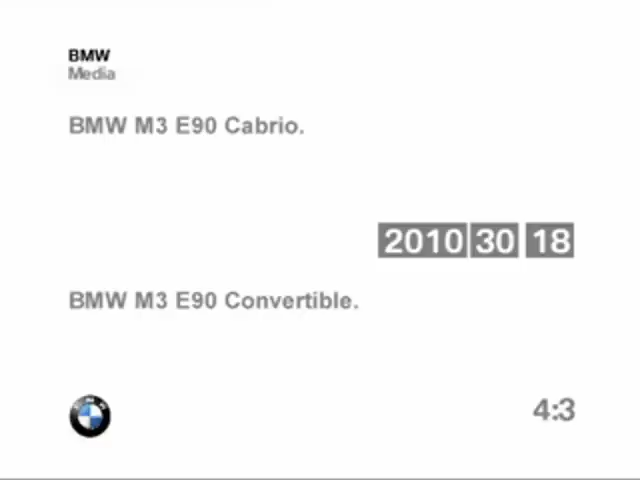 BMW
Media
BMW M3 E90 Cabrio.
2010 30 18
BMW M3 E90 Convertible.
4:3